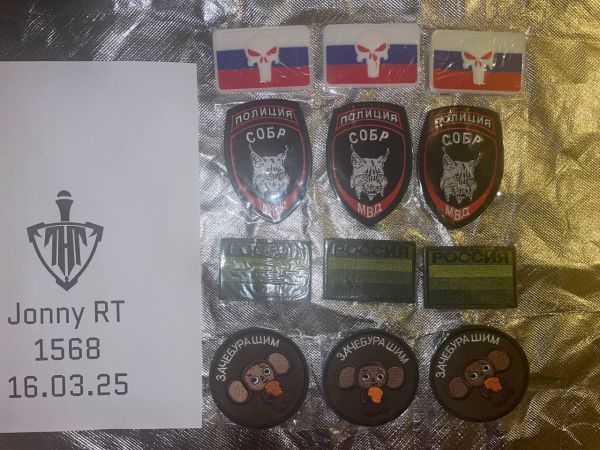 ТНТ
Jonny RT
1568
16.03.25
ПОЛИЦИЯ
СОБР
МВД
ПОЛИЦИЯ
СОБР
МВД
ПОЛИЦИЯ
СОБР
МВД
РОССИЯ
РОССИЯ
ЗАЧЕБУРАШИМ
ЗАЧЕБУРАШИМ
ЗАЧЕБУРАШИМ